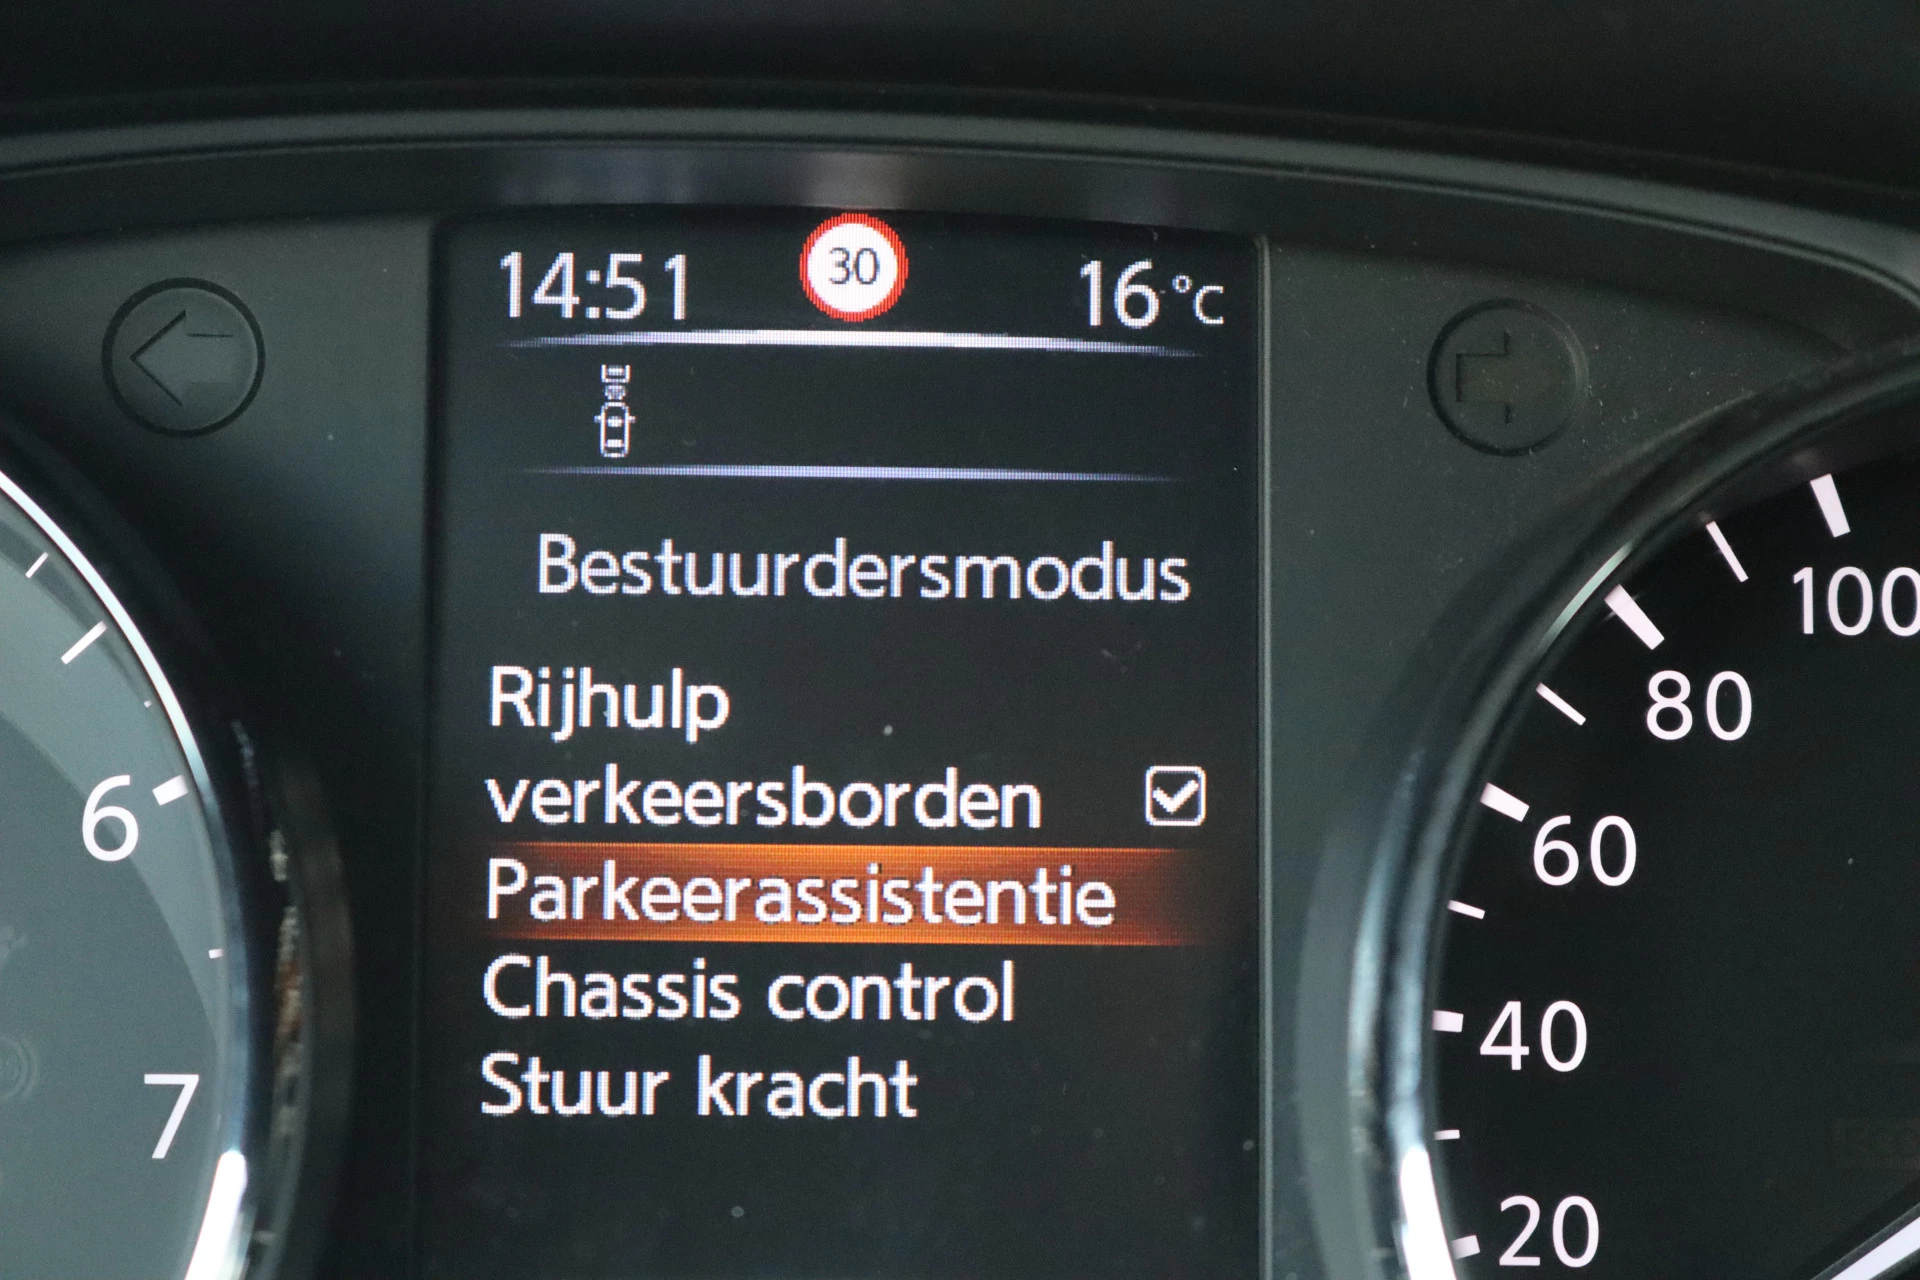 14:51 30 16 °C
Bestuurdersmodus
Rijhulp
verkeersborden
Parkeerassistentie
Chassis control
Stuur kracht
6
7
100
80
60
40
20